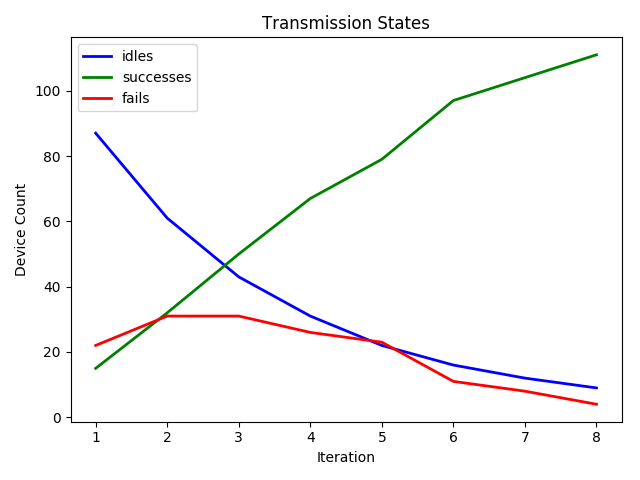 Transmission States
idles
successes
fails
Device Count
100
80
60
40
20
0
1 2 3 4 5 6 7 8
Iteration